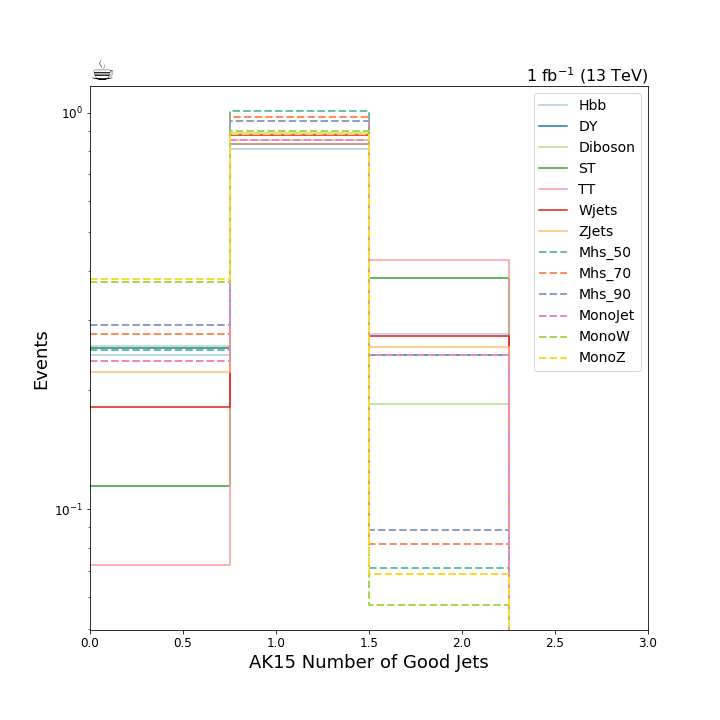 ☕ 1 fb⁻¹ (13 TeV)
Hbb
DY
Diboson
ST
TT
Wjets
ZJets
Mhs_50
Mhs_70
Mhs_90
MonoJet
MonoW
MonoZ
10⁰
10⁻¹
Events
0.0 0.5 1.0 1.5 2.0 2.5 3.0
AK15 Number of Good Jets